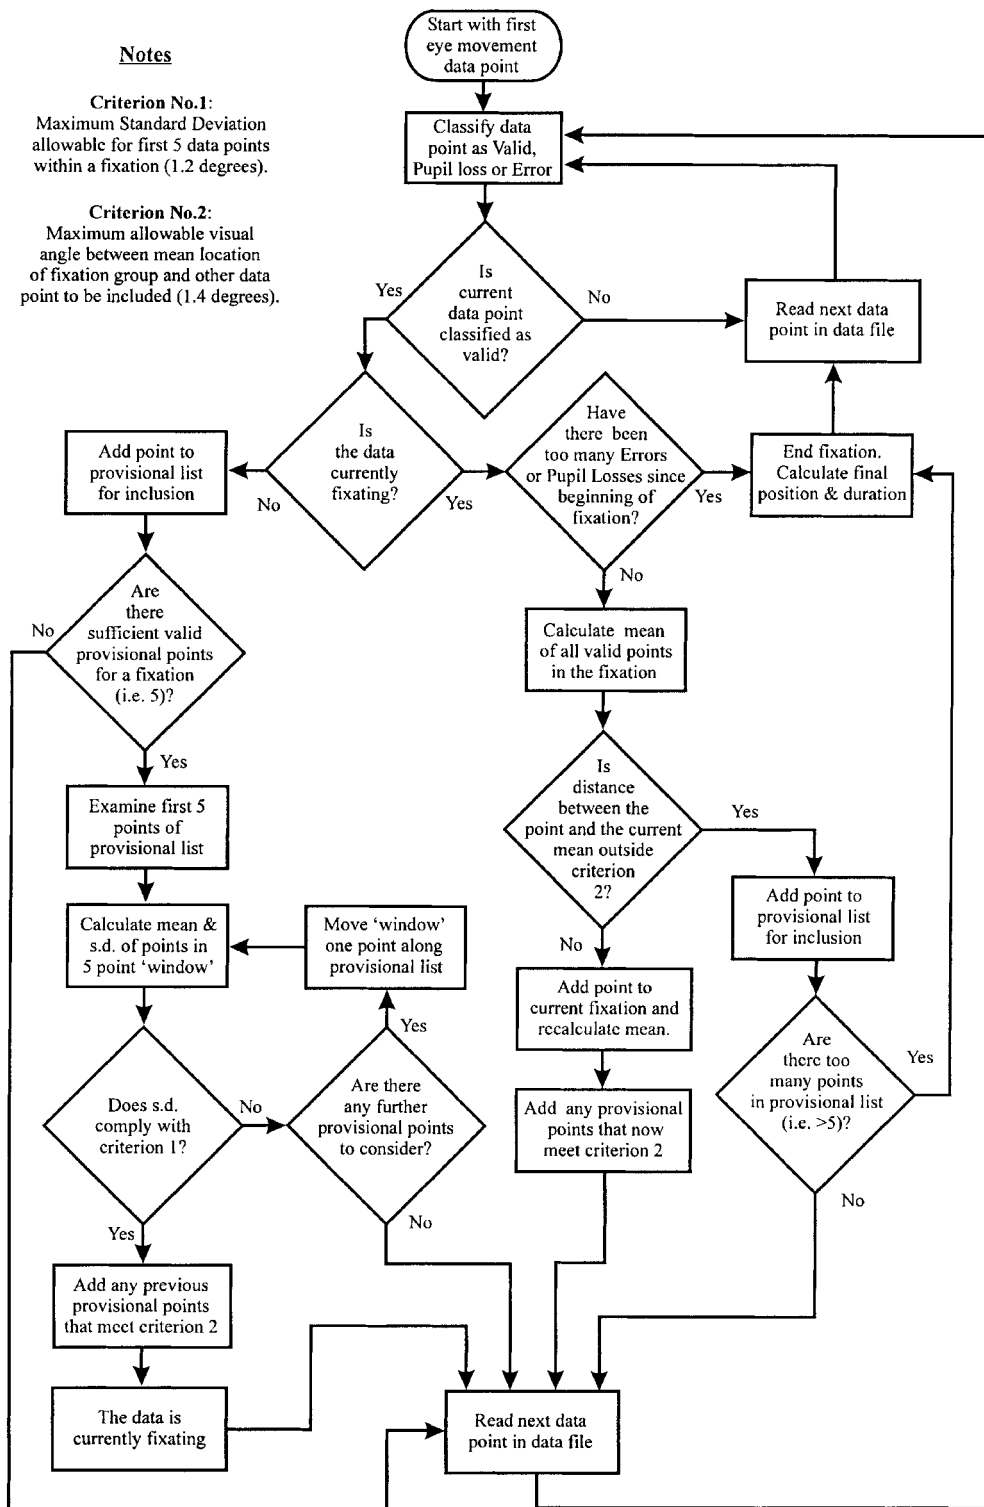 Start with first
eye movement
data point
Notes
Criterion No.1:
Maximum Standard Deviation
allowable for first 5 data points
within a fixation (1.2 degrees).
Criterion No.2:
Maximum allowable visual
angle between mean location
of fixation group and other data
point to be included (1.4 degrees).
Classify data
point as Valid,
Pupil loss or Error
Is
current
data point
classified as
valid?
Yes
No
Read next data
point in data file
Is
the data
currently
fixating?
No
Yes
Have
there been
too many Errors
or Pupil Losses since
beginning of
fixation?
Yes
No
End fixation.
Calculate final
position & duration
Add point to
provisional list
for inclusion
Are
there
sufficient valid
provisional points
for a fixation
(i.e. 5)?
No
Yes
Examine first 5
points of
provisional list
Calculate mean &
s.d. of points in
5 point ‘window’
Move ‘window’
one point along
provisional list
Does s.d.
comply with
criterion 1?
No
Yes
Are there
any further
provisional points
to consider?
Yes
No
Add any previous
provisional points
that meet criterion 2
The data is
currently fixating
Calculate mean
of all valid points
in the fixation
Is
distance
between the
point and the current
mean outside
criterion
2?
Yes
No
Add point to
current fixation and
recalculate mean.
Add any provisional
points that now
meet criterion 2
Add point to
provisional list
for inclusion
Are
there too
many points
in provisional list
(i.e. >5)?
Yes
No
Read next data
point in data file